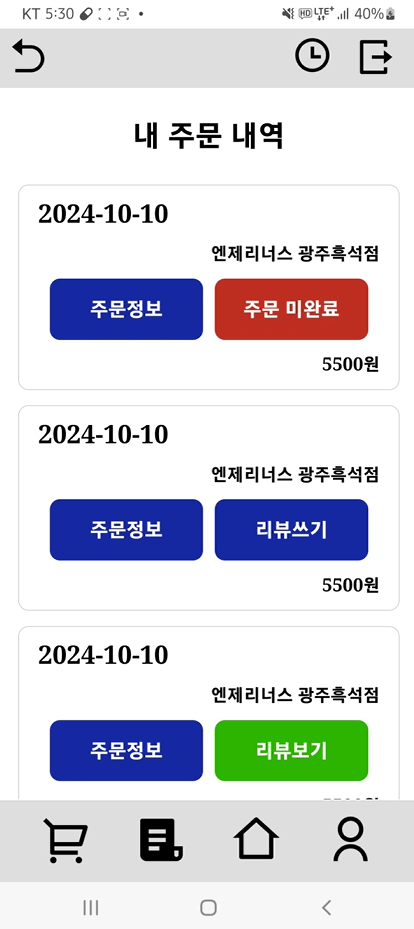 KT 5:30 HD LTE+ 40%
내 주문 내역
2024-10-10
엔제리너스 광주흑석점
주문정보 주문 미완료
5500원
2024-10-10
엔제리너스 광주흑석점
주문정보 리뷰쓰기
5500원
2024-10-10
엔제리너스 광주흑석점
주문정보 리뷰보기